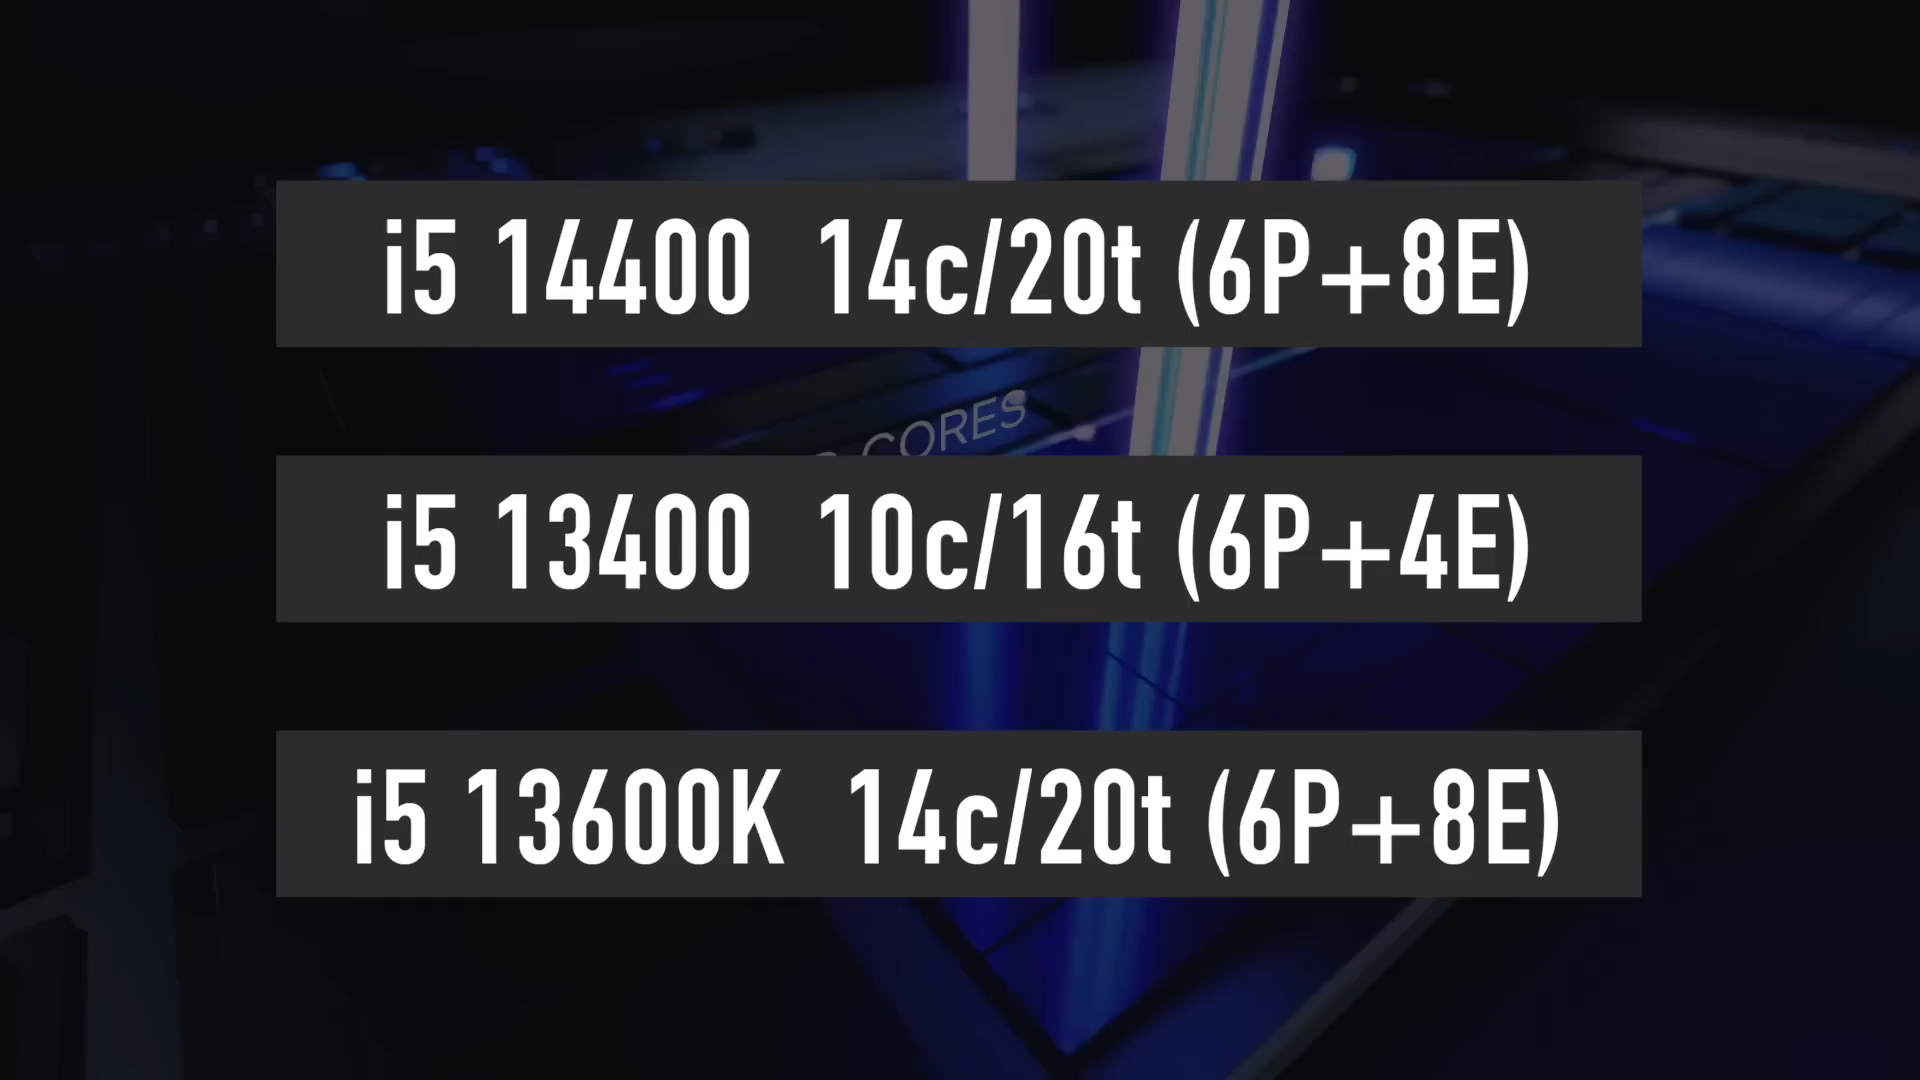 i5 14400 14c/20t (6P+8E)
CORES
i5 13400 10c/16t (6P+4E)
i5 13600K 14c/20t (6P+8E)